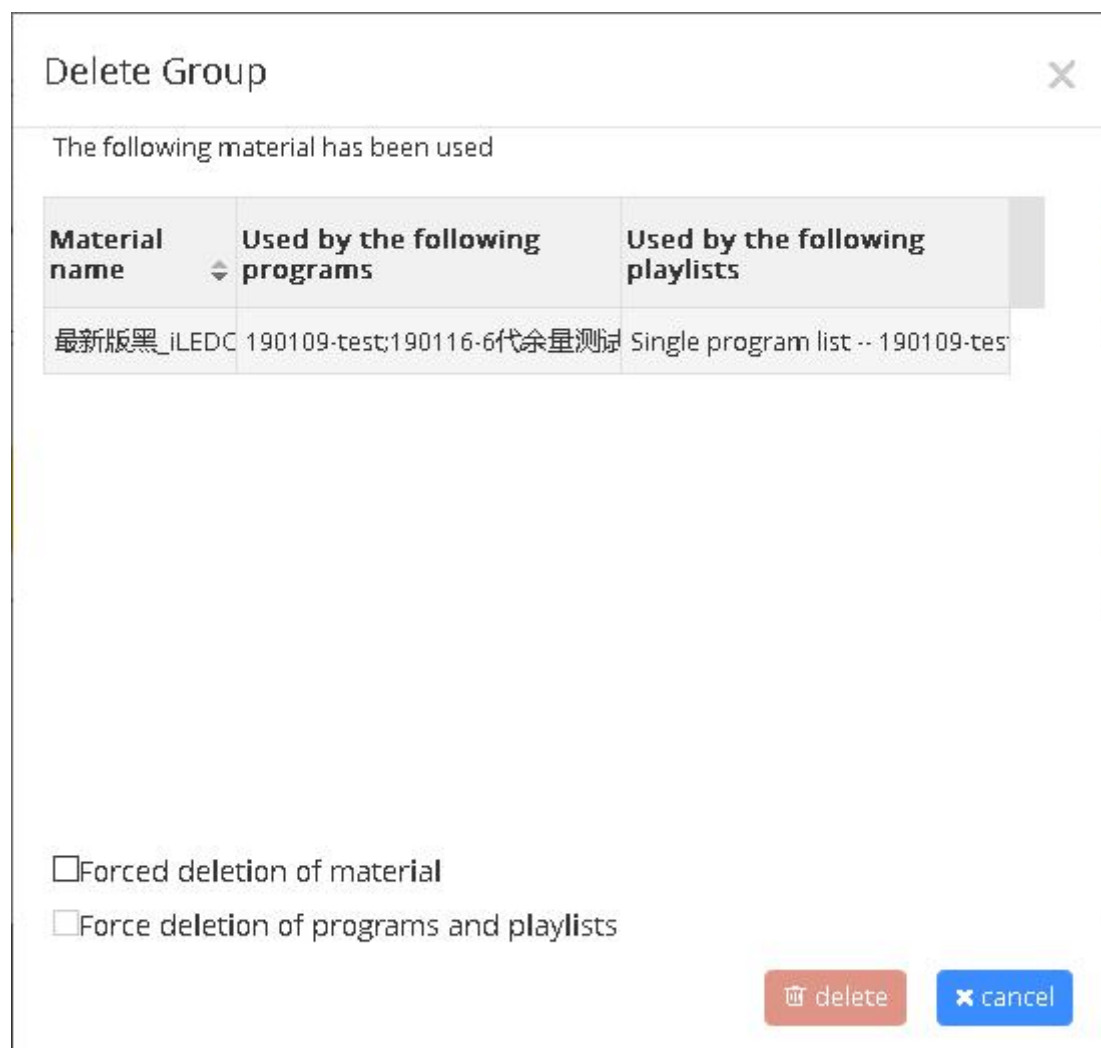 Delete Group
The following material has been used
Material name
Used by the following programs
Used by the following playlists
最新版黑_iLEDC
190109-test;190116-6代余量测试
Single program list -- 190109-test
Forced deletion of material
Force deletion of programs and playlists
delete
cancel